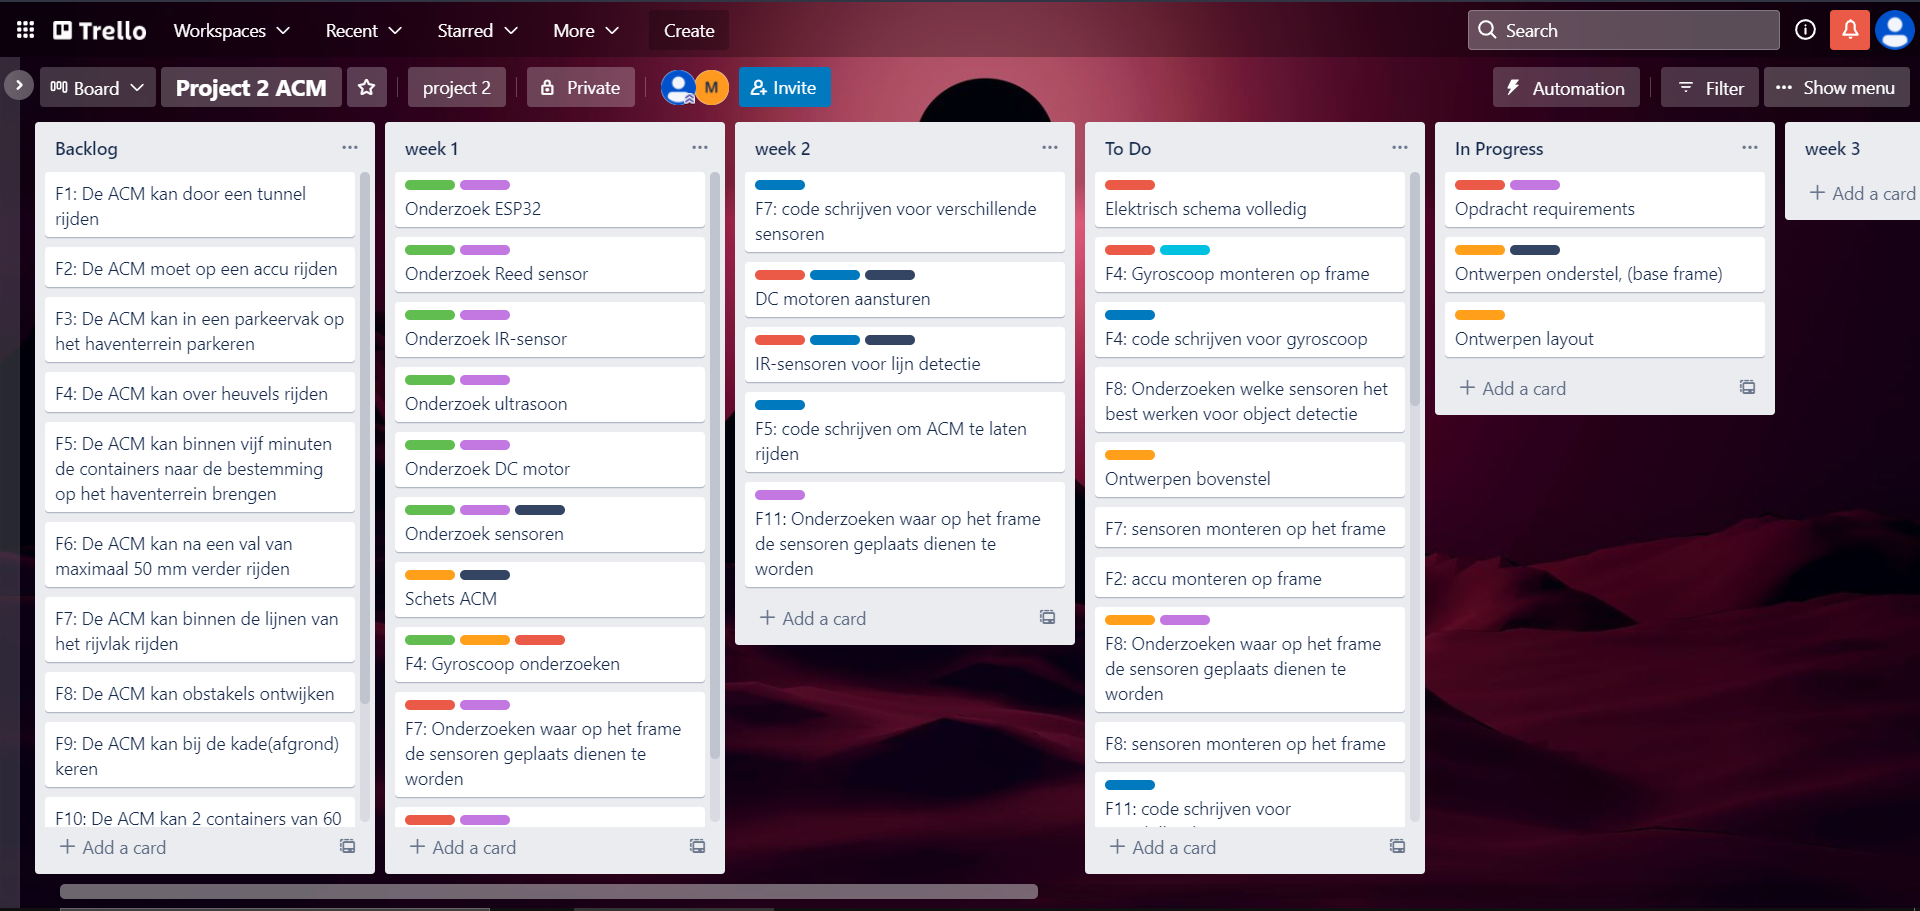 Trello
Workspaces
Recent
Starred
More
Create
Search
Board
Project 2 ACM
project 2
Private
M
Invite
Automation
Filter
Show menu
Backlog
F1: De ACM kan door een tunnel
rijden
F2: De ACM moet op een accu rijden
F3: De ACM kan in een parkeervak op
het haventerrein parkeren
F4: De ACM kan over heuvels rijden
F5: De ACM kan binnen vijf minuten
de containers naar de bestemming
op het haventerrein brengen
F6: De ACM kan na een val van
maximaal 50 mm verder rijden
F7: De ACM kan binnen de lijnen van
het rijvlak rijden
F8: De ACM kan obstakels ontwijken
F9: De ACM kan bij de kade(afgrond)
keren
F10: De ACM kan 2 containers van 60
+ Add a card
week 1
Onderzoek ESP32
Onderzoek Reed sensor
Onderzoek IR-sensor
Onderzoek ultrasoon
Onderzoek DC motor
Onderzoek sensoren
Schets ACM
F4: Gyroscoop onderzoeken
F7: Onderzoeken waar op het frame
de sensoren geplaats dienen te
worden
+ Add a card
week 2
F7: code schrijven voor verschillende
sensoren
DC motoren aansturen
IR-sensoren voor lijn detectie
F5: code schrijven om ACM te laten
rijden
F11: Onderzoeken waar op het frame
de sensoren geplaats dienen te
worden
+ Add a card
To Do
Elektrisch schema volledig
F4: Gyroscoop monteren op frame
F4: code schrijven voor gyroscoop
F8: Onderzoeken welke sensoren het
best werken voor object detectie
Ontwerpen bovenstel
F7: sensoren monteren op het frame
F2: accu monteren op frame
F8: Onderzoeken waar op het frame
de sensoren geplaats dienen te
worden
F8: sensoren monteren op het frame
F11: code schrijven voor
+ Add a card
In Progress
Opdracht requirements
Ontwerpen onderstel, (base frame)
Ontwerpen layout
+ Add a card
week 3
+ Add a card